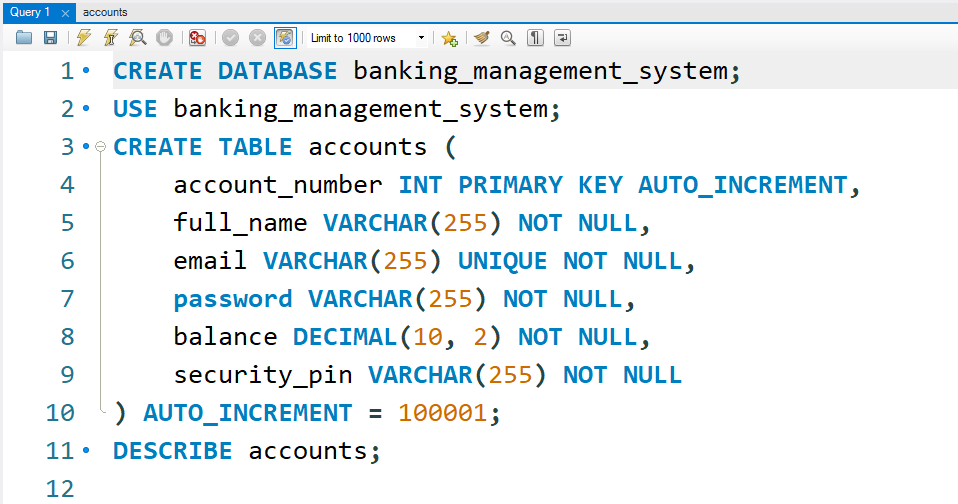 Query 1 accounts
Limit to 1000 rows
1 CREATE DATABASE banking_management_system;
2 USE banking_management_system;
3 CREATE TABLE accounts (
4 account_number INT PRIMARY KEY AUTO_INCREMENT,
5 full_name VARCHAR(255) NOT NULL,
6 email VARCHAR(255) UNIQUE NOT NULL,
7 password VARCHAR(255) NOT NULL,
8 balance DECIMAL(10, 2) NOT NULL,
9 security_pin VARCHAR(255) NOT NULL
10 ) AUTO_INCREMENT = 100001;
11 DESCRIBE accounts;
12